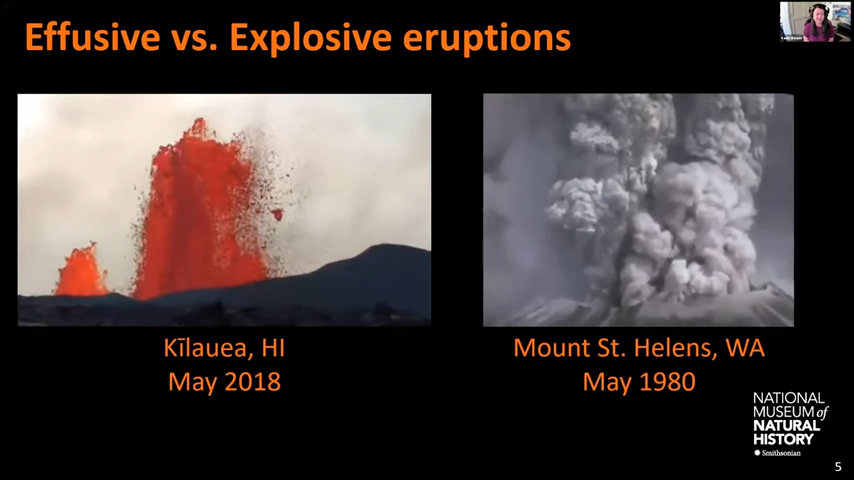 Effusive vs. Explosive eruptions
Kīlauea, HI
May 2018
Mount St. Helens, WA
May 1980
NATIONAL
MUSEUM of
NATURAL
HISTORY
Smithsonian
5